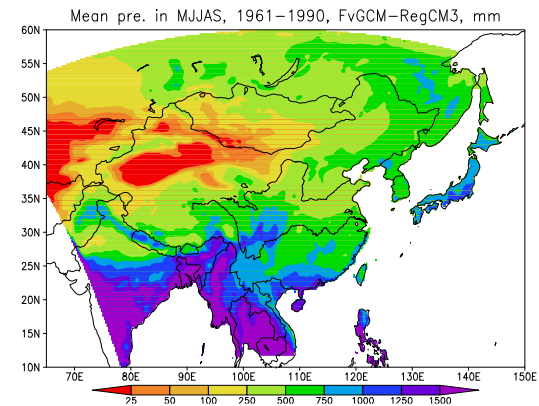 Mean pre. in MJJAS, 1961-1990, FvGCM-RegCM3, mm
60N
55N
50N
45N
40N
35N
30N
25N
20N
15N
10N
70E 80E 90E 100E 110E 120E 130E 140E 150E
25 50 100 250 500 750 1000 1250 1500